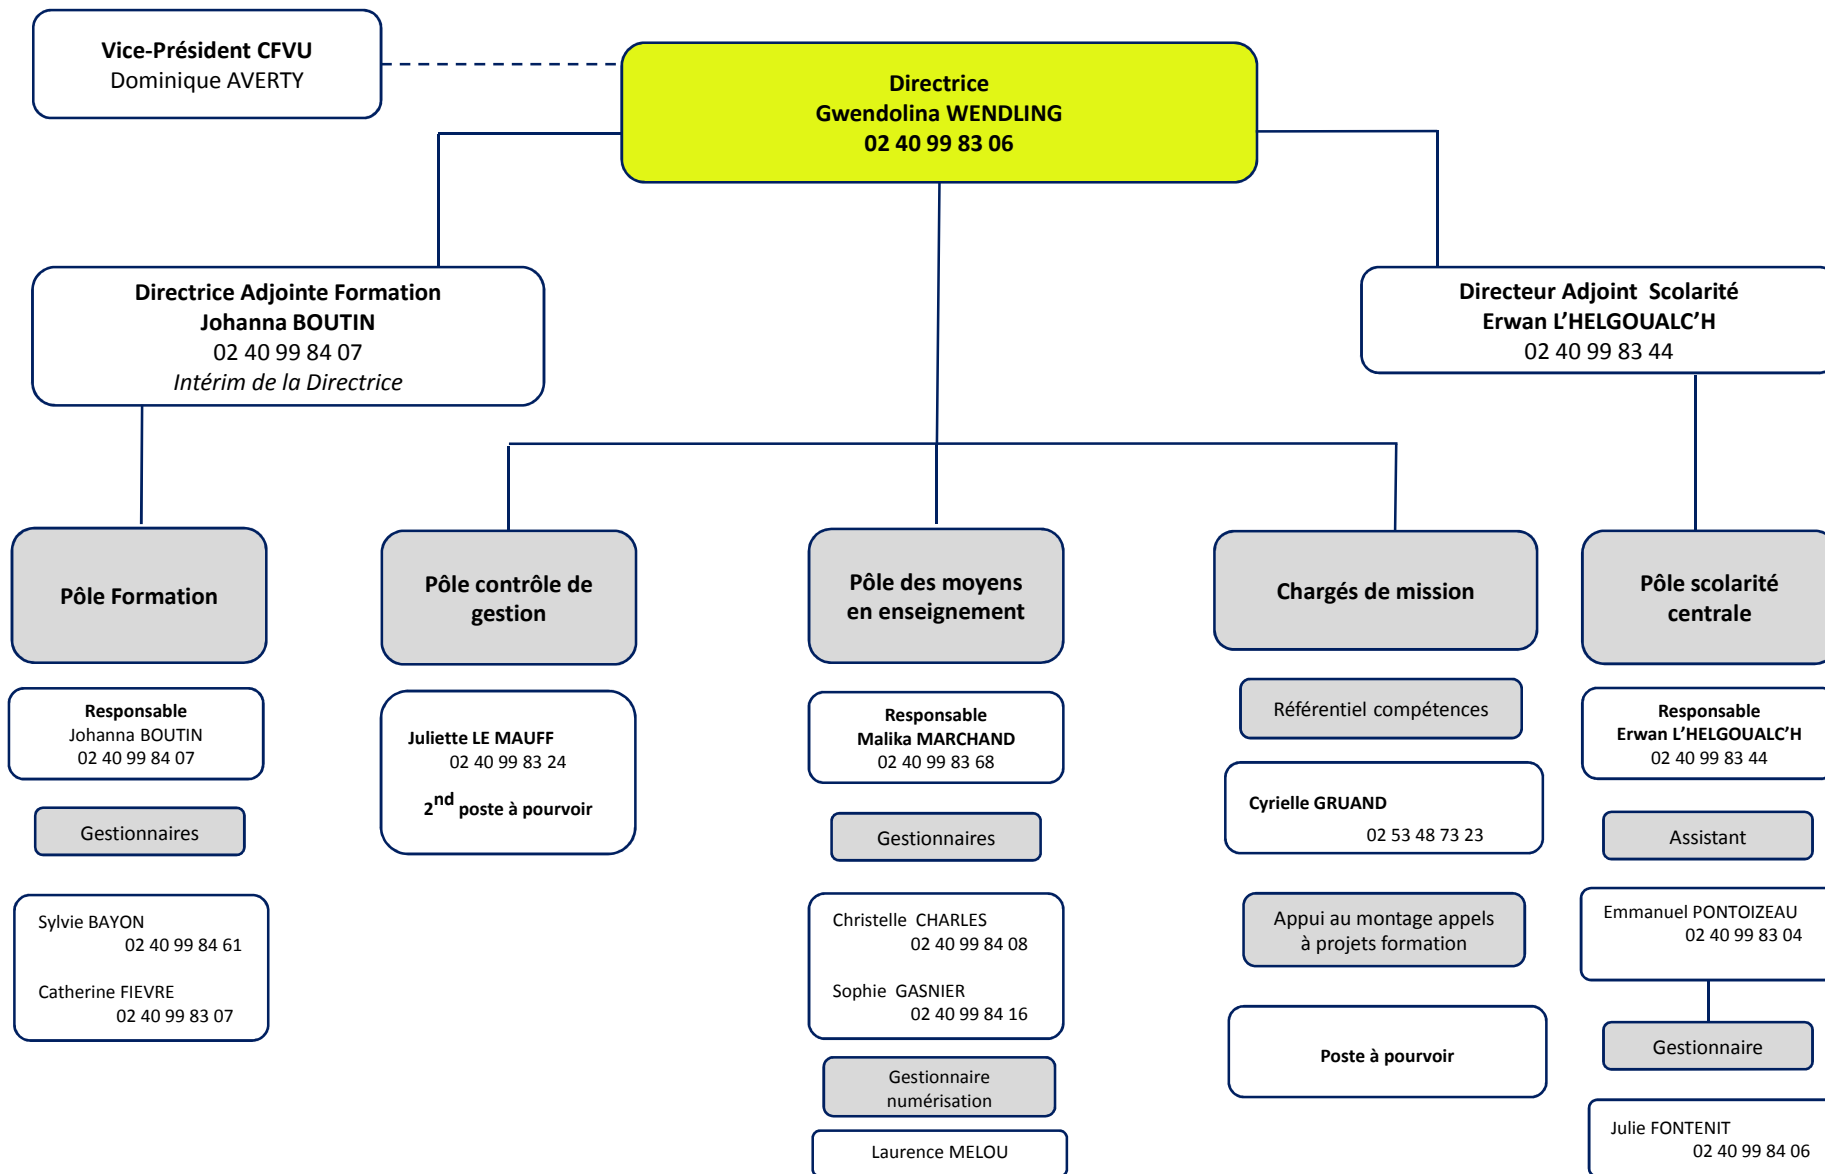 Vice-Président CFVU
Dominique AVERTY
Directrice
Gwendolina WENDLING
02 40 99 83 06
Directrice Adjointe Formation
Johanna BOUTIN
02 40 99 84 07
Intérim de la Directrice
Directeur Adjoint Scolarité
Erwan L’HELGOUALC’H
02 40 99 83 44
Pôle Formation
Responsable
Johanna BOUTIN
02 40 99 84 07
Gestionnaires
Sylvie BAYON
02 40 99 84 61
Catherine FIEVRE
02 40 99 83 07
Pôle contrôle de
gestion
Juliette LE MAUFF
02 40 99 83 24
2nd poste à pourvoir
Pôle des moyens
en enseignement
Responsable
Malika MARCHAND
02 40 99 83 68
Gestionnaires
Christelle CHARLES
02 40 99 84 08
Sophie GASNIER
02 40 99 84 16
Gestionnaire
numérisation
Laurence MELOU
Chargés de mission
Référentiel compétences
Cyrielle GRUAND
02 53 48 73 23
Appui au montage appels
à projets formation
Poste à pourvoir
Pôle scolarité
centrale
Responsable
Erwan L’HELGOUALC’H
02 40 99 83 44
Assistant
Emmanuel PONTOIZEAU
02 40 99 83 04
Gestionnaire
Julie FONTENIT
02 40 99 84 06